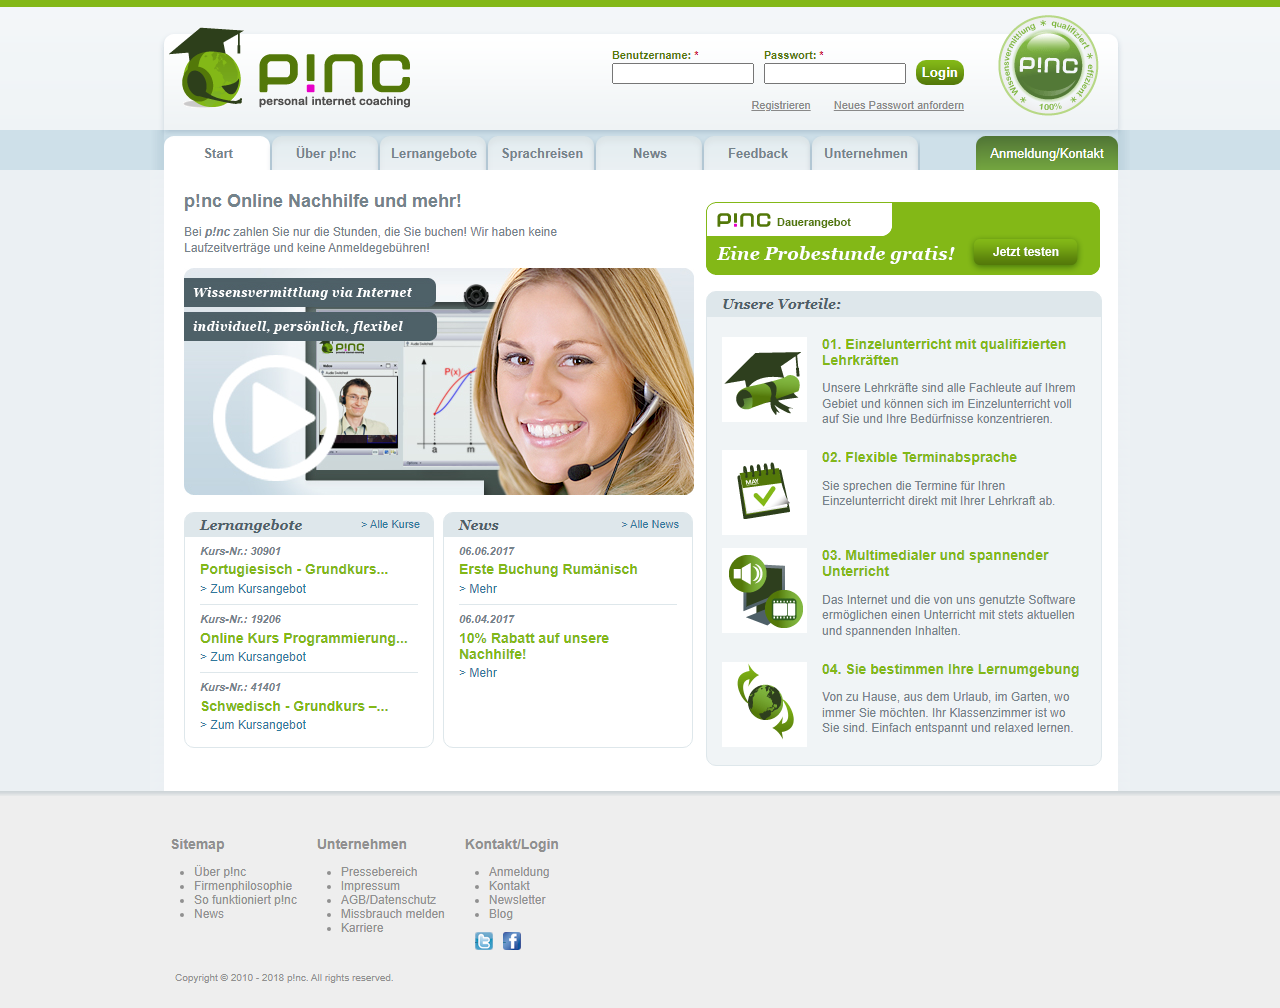 p!nc
personal internet coaching
Benutzername: *
Passwort: *
Login
Registrieren
Neues Passwort anfordern
Wissensvermittlung * qualifiziert * effizient * 100% *
p!nc
Start
Über p!nc
Lernangebote
Sprachreisen
News
Feedback
Unternehmen
Anmeldung/Kontakt
p!nc Online Nachhilfe und mehr!
Bei p!nc zahlen Sie nur die Stunden, die Sie buchen! Wir haben keine
Laufzeitverträge und keine Anmeldegebühren!
Wissensvermittlung via Internet
individuell, persönlich, flexibel
p!nc
P(x)
a
m
p!nc Dauerangebot
Eine Probestunde gratis!
Jetzt testen
Unsere Vorteile:
01. Einzelunterricht mit qualifizierten
Lehrkräften
Unsere Lehrkräfte sind alle Fachleute auf Ihrem
Gebiet und können sich im Einzelunterricht voll
auf Sie und Ihre Bedürfnisse konzentrieren.
MAY
02. Flexible Terminabsprache
Sie sprechen die Termine für Ihren
Einzelunterricht direkt mit Ihrer Lehrkraft ab.
03. Multimedialer und spannender
Unterricht
Das Internet und die von uns genutzte Software
ermöglichen einen Unterricht mit stets aktuellen
und spannenden Inhalten.
04. Sie bestimmen Ihre Lernumgebung
Von zu Hause, aus dem Urlaub, im Garten, wo
immer Sie möchten. Ihr Klassenzimmer ist wo
Sie sind. Einfach entspannt und relaxed lernen.
Lernangebote
> Alle Kurse
Kurs-Nr.: 30901
Portugiesisch - Grundkurs...
> Zum Kursangebot
Kurs-Nr.: 19206
Online Kurs Programmierung...
> Zum Kursangebot
Kurs-Nr.: 41401
Schwedisch - Grundkurs –...
> Zum Kursangebot
News
> Alle News
06.06.2017
Erste Buchung Rumänisch
> Mehr
06.04.2017
10% Rabatt auf unsere
Nachhilfe!
> Mehr
Sitemap
Über p!nc
Firmenphilosophie
So funktioniert p!nc
News
Unternehmen
Pressebereich
Impressum
AGB/Datenschutz
Missbrauch melden
Karriere
Kontakt/Login
Anmeldung
Kontakt
Newsletter
Blog
Copyright © 2010 - 2018 p!nc. All rights reserved.